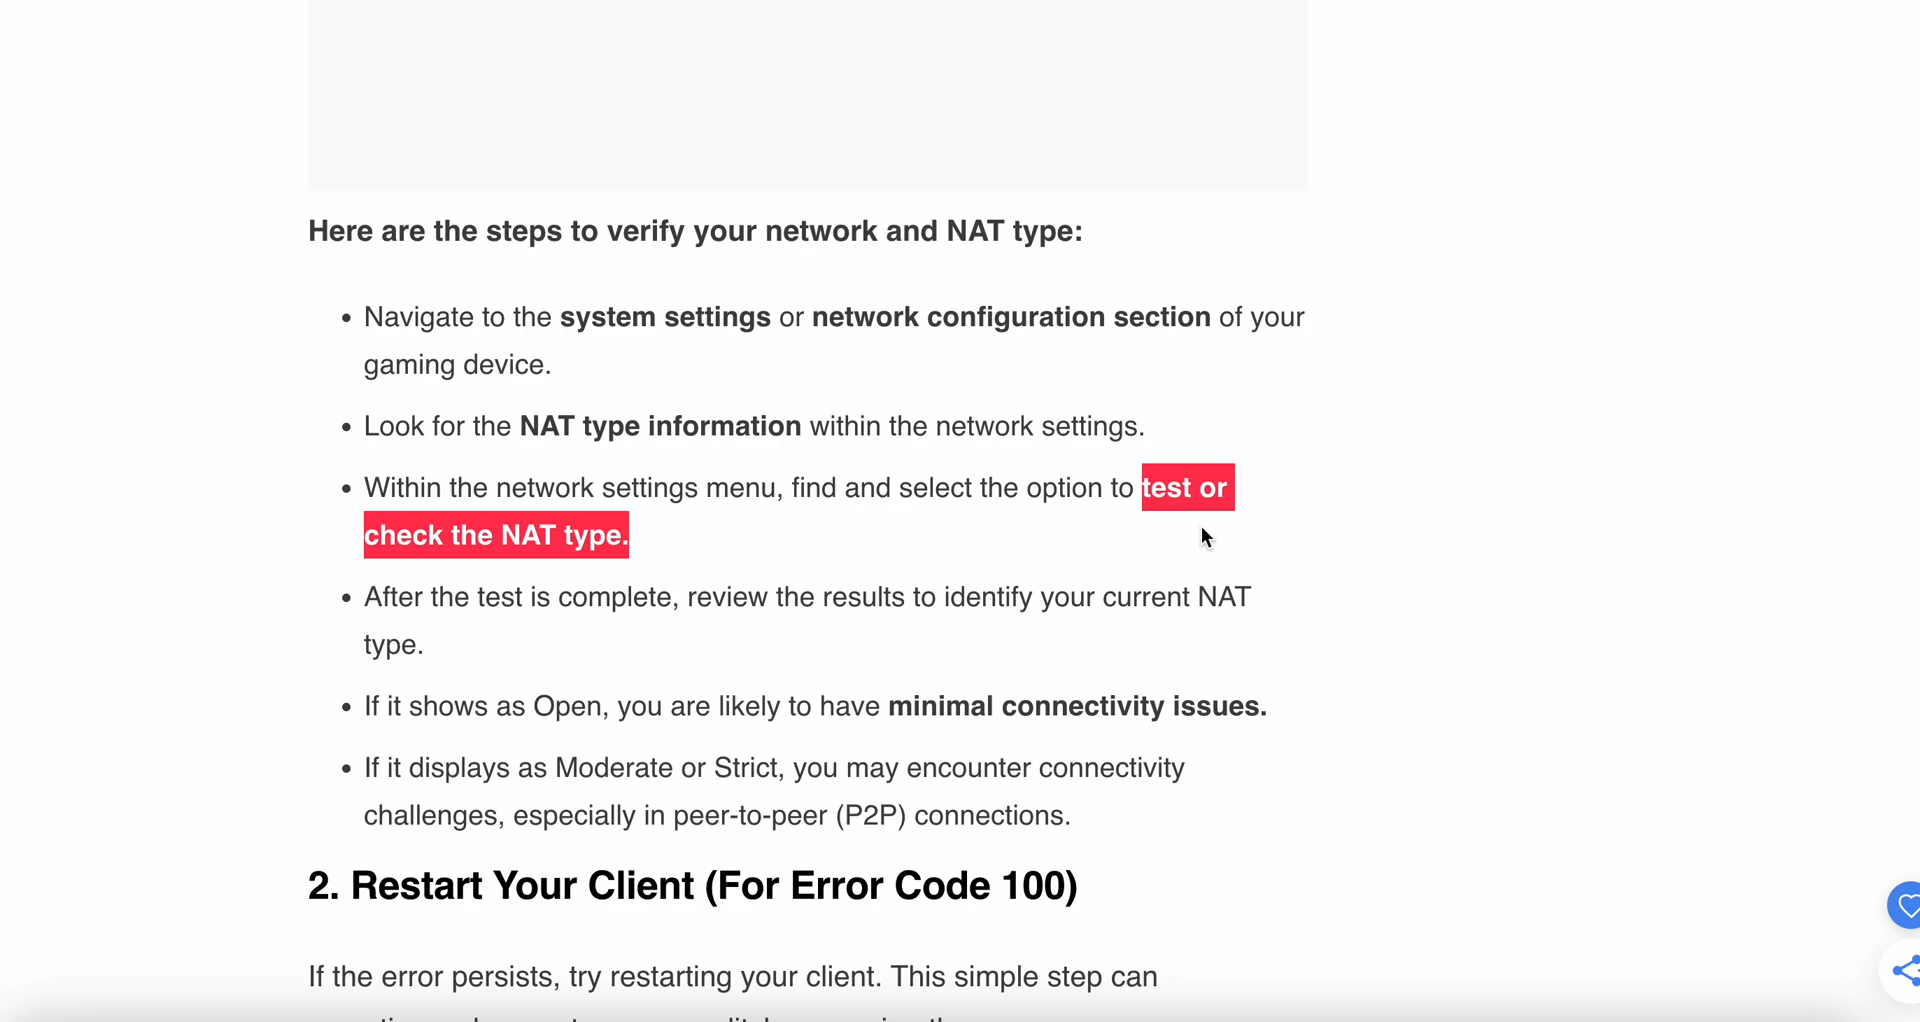 Here are the steps to verify your network and NAT type:
• Navigate to the system settings or network configuration section of your
gaming device.
• Look for the NAT type information within the network settings.
• Within the network settings menu, find and select the option to test or
check the NAT type.
• After the test is complete, review the results to identify your current NAT
type.
• If it shows as Open, you are likely to have minimal connectivity issues.
• If it displays as Moderate or Strict, you may encounter connectivity
challenges, especially in peer-to-peer (P2P) connections.
2. Restart Your Client (For Error Code 100)
If the error persists, try restarting your client. This simple step can